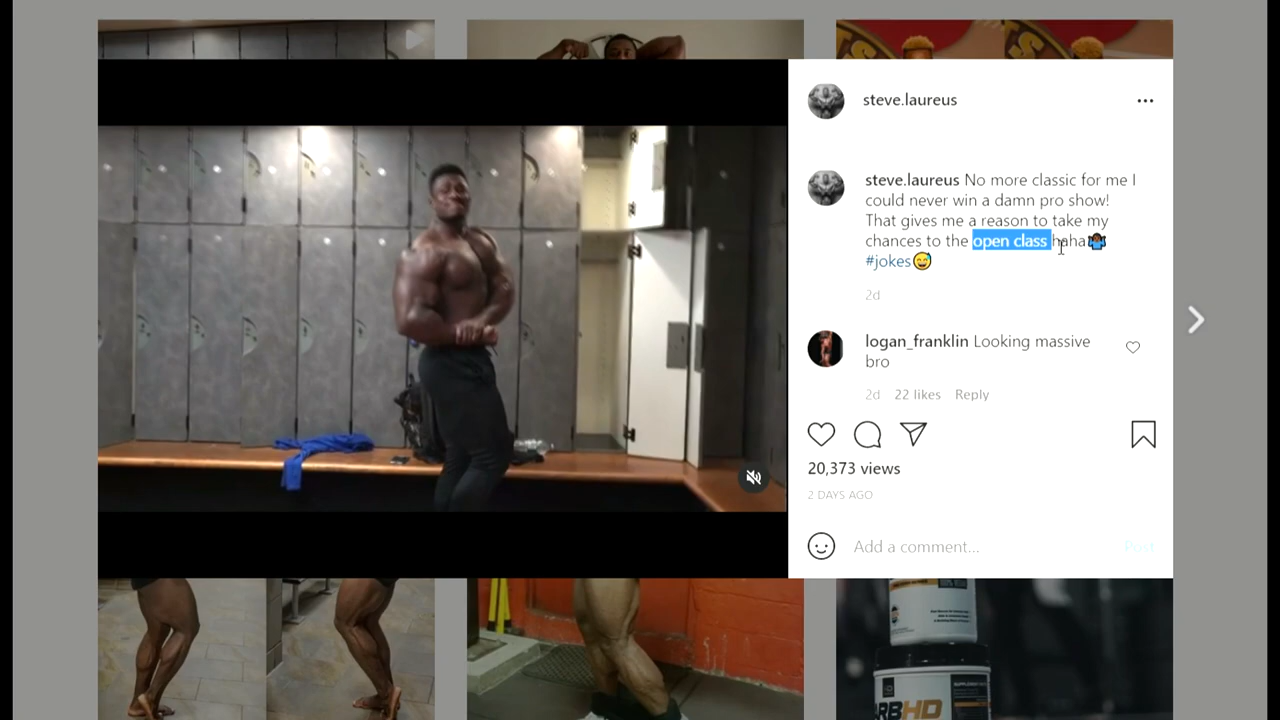 steve.laureus
steve.laureus No more classic for me I
could never win a damn pro show!
That gives me a reason to take my
chances to the open class haha🤷🏿‍♂️
#jokes😅
2d
logan_franklin Looking massive
bro
2d 22 likes Reply
20,373 views
2 DAYS AGO
Add a comment... Post
RBHD